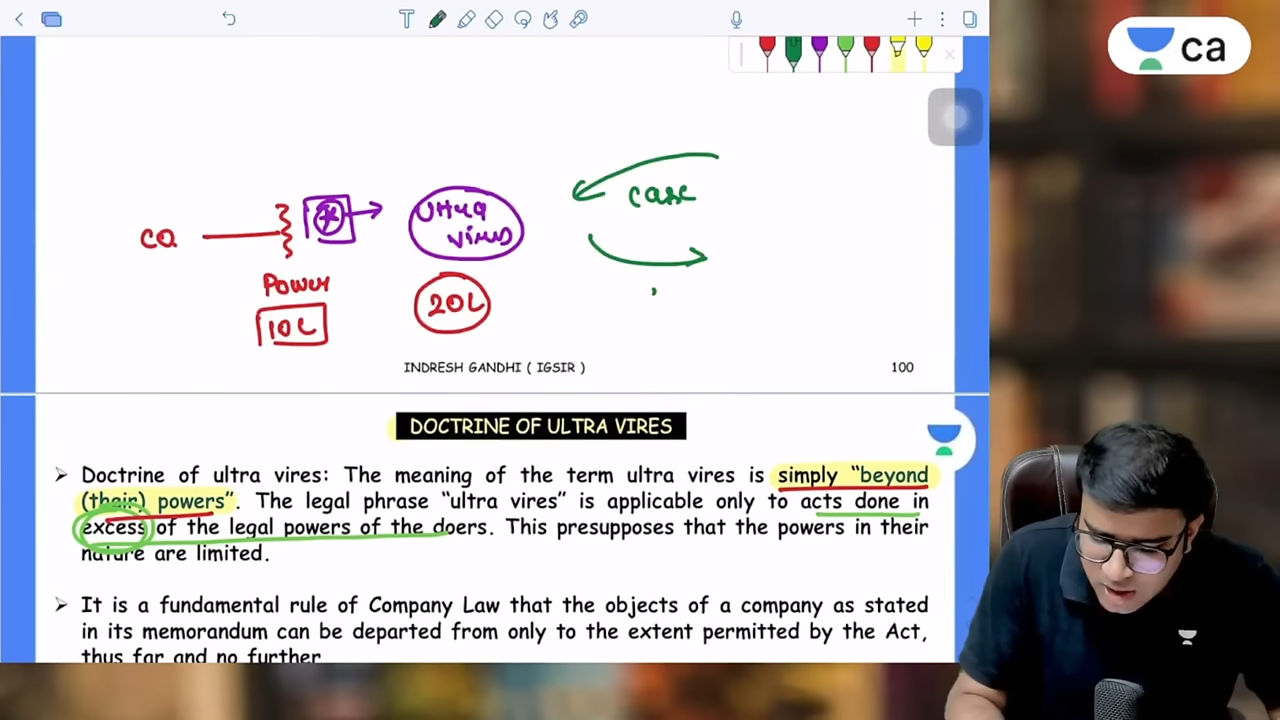 T
ca
case
ultra
vires
ca
Power
20L
10L
INDRESH GANDHI ( IGSIR )
100
DOCTRINE OF ULTRA VIRES
➢ Doctrine of ultra vires: The meaning of the term ultra vires is simply “beyond
(their) powers”. The legal phrase “ultra vires” is applicable only to acts done in
excess of the legal powers of the doers. This presupposes that the powers in their
nature are limited.
➢ It is a fundamental rule of Company Law that the objects of a company as stated
in its memorandum can be departed from only to the extent permitted by the Act,
thus far and no further